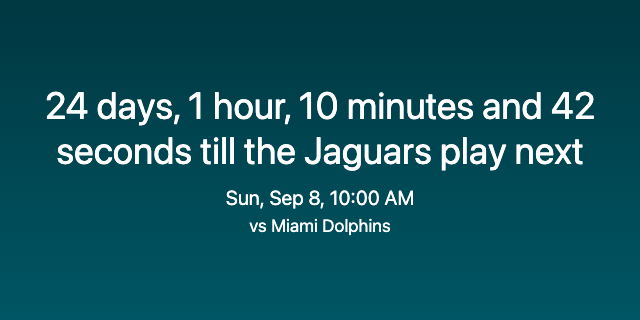 24 days, 1 hour, 10 minutes and 42
seconds till the Jaguars play next
Sun, Sep 8, 10:00 AM
vs Miami Dolphins